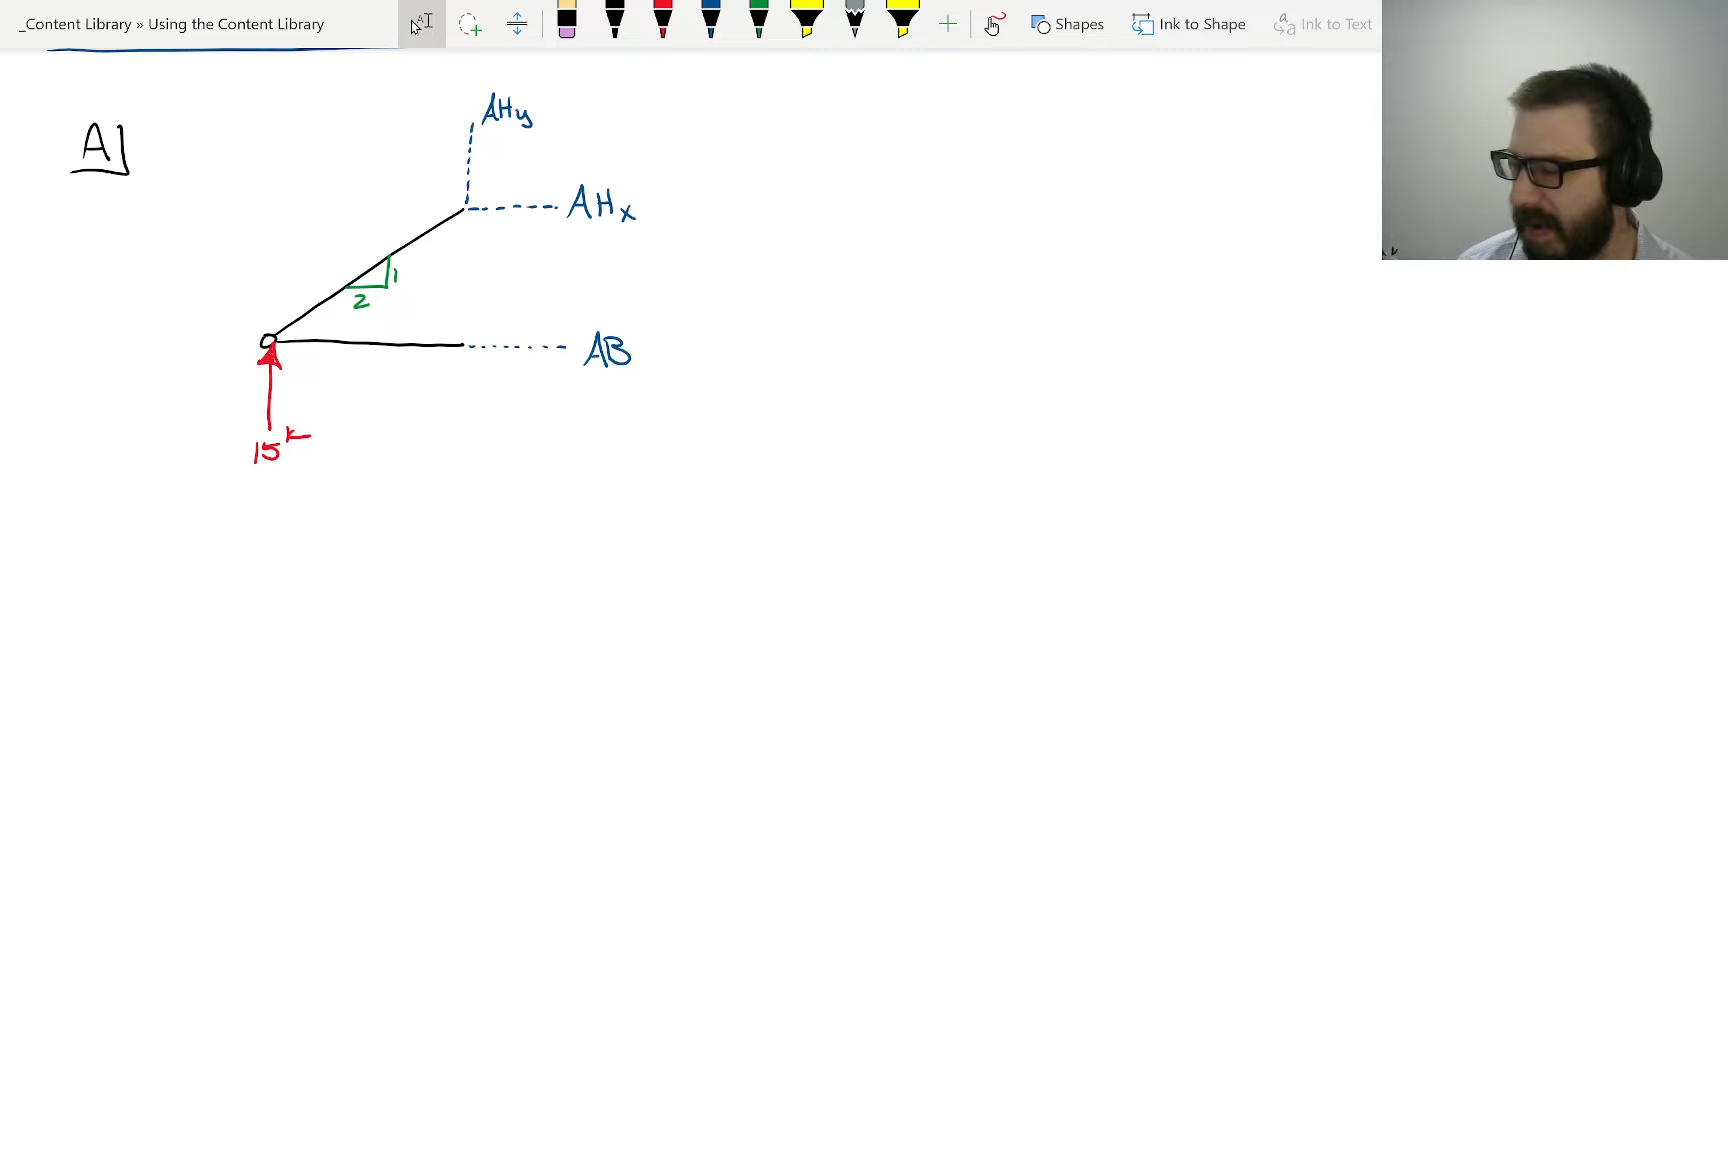 _Content Library » Using the Content Library
Shapes
Ink to Shape
Ink to Text
A
AHy
AHx
1
2
AB
15k